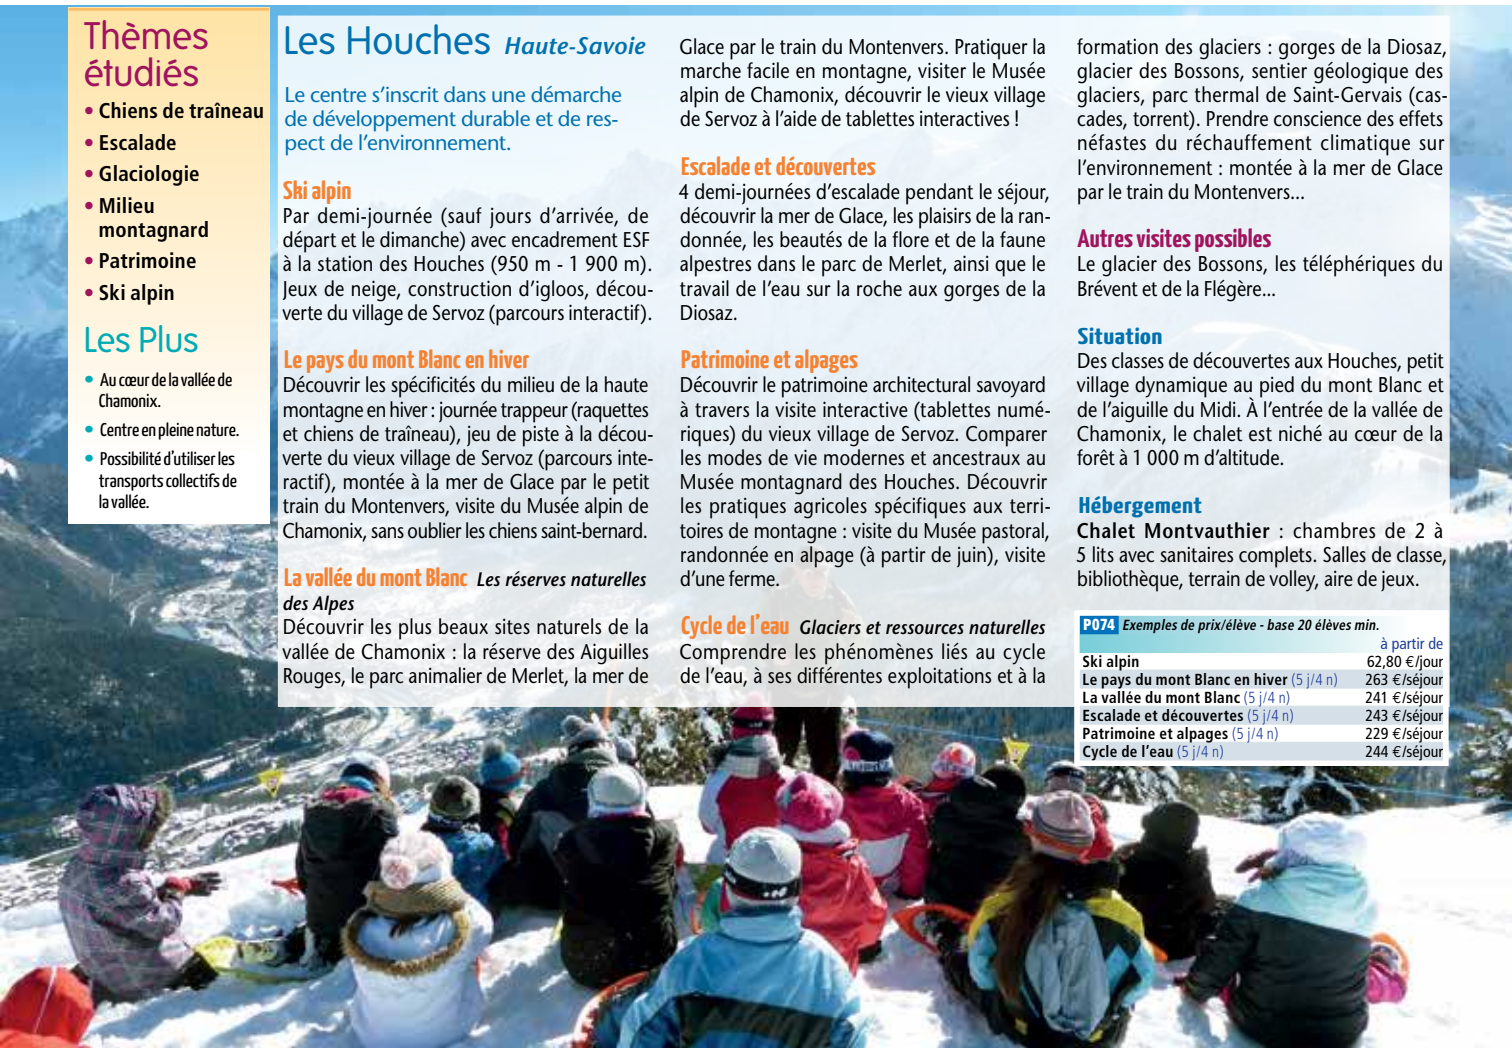 Thèmes
étudiés
• Chiens de traîneau
• Escalade
• Glaciologie
• Milieu
montagnard
• Patrimoine
• Ski alpin
Les Plus
• Au cœur de la vallée de
Chamonix.
• Centre en pleine nature.
• Possibilité d'utiliser les
transports collectifs de
la vallée.
Les Houches Haute-Savoie
Le centre s'inscrit dans une démarche
de développement durable et de res-
pect de l'environnement.
Ski alpin
Par demi-journée (sauf jours d'arrivée, de
départ et le dimanche) avec encadrement ESF
à la station des Houches (950 m - 1 900 m).
Jeux de neige, construction d'igloos, décou-
verte du village de Servoz (parcours interactif).
Le pays du mont Blanc en hiver
Découvrir les spécificités du milieu de la haute
montagne en hiver : journée trappeur (raquettes
et chiens de traîneau), jeu de piste à la décou-
verte du vieux village de Servoz (parcours inte-
ractif), montée à la mer de Glace par le petit
train du Montenvers, visite du Musée alpin de
Chamonix, sans oublier les chiens saint-bernard.
La vallée du mont Blanc Les réserves naturelles
des Alpes
Découvrir les plus beaux sites naturels de la
vallée de Chamonix : la réserve des Aiguilles
Rouges, le parc animalier de Merlet, la mer de
Glace par le train du Montenvers. Pratiquer la
marche facile en montagne, visiter le Musée
alpin de Chamonix, découvrir le vieux village
de Servoz à l'aide de tablettes interactives !
Escalade et découvertes
4 demi-journées d'escalade pendant le séjour,
découvrir la mer de Glace, les plaisirs de la ran-
donnée, les beautés de la flore et de la faune
alpestres dans le parc de Merlet, ainsi que le
travail de l'eau sur la roche aux gorges de la
Diosaz.
Patrimoine et alpages
Découvrir le patrimoine architectural savoyard
à travers la visite interactive (tablettes numé-
riques) du vieux village de Servoz. Comparer
les modes de vie modernes et ancestraux au
Musée montagnard des Houches. Découvrir
les pratiques agricoles spécifiques aux terri-
toires de montagne : visite du Musée pastoral,
randonnée en alpage (à partir de juin), visite
d'une ferme.
Cycle de l'eau Glaciers et ressources naturelles
Comprendre les phénomènes liés au cycle
de l'eau, à ses différentes exploitations et à la
formation des glaciers : gorges de la Diosaz,
glacier des Bossons, sentier géologique des
glaciers, parc thermal de Saint-Gervais (cas-
cades, torrent). Prendre conscience des effets
néfastes du réchauffement climatique sur
l'environnement : montée à la mer de Glace
par le train du Montenvers...
Autres visites possibles
Le glacier des Bossons, les téléphériques du
Brévent et de la Flégère...
Situation
Des classes de découvertes aux Houches, petit
village dynamique au pied du mont Blanc et
de l'aiguille du Midi. À l'entrée de la vallée de
Chamonix, le chalet est niché au cœur de la
forêt à 1 000 m d'altitude.
Hébergement
Chalet Montvauthier : chambres de 2 à
5 lits avec sanitaires complets. Salles de classe,
bibliothèque, terrain de volley, aire de jeux.
P074 Exemples de prix/élève - base 20 élèves min.
à partir de
Ski alpin 62,80 €/jour
Le pays du mont Blanc en hiver (5 j/4 n) 263 €/séjour
La vallée du mont Blanc (5 j/4 n) 241 €/séjour
Escalade et découvertes (5 j/4 n) 243 €/séjour
Patrimoine et alpages (5 j/4 n) 229 €/séjour
Cycle de l'eau (5 j/4 n) 244 €/séjour